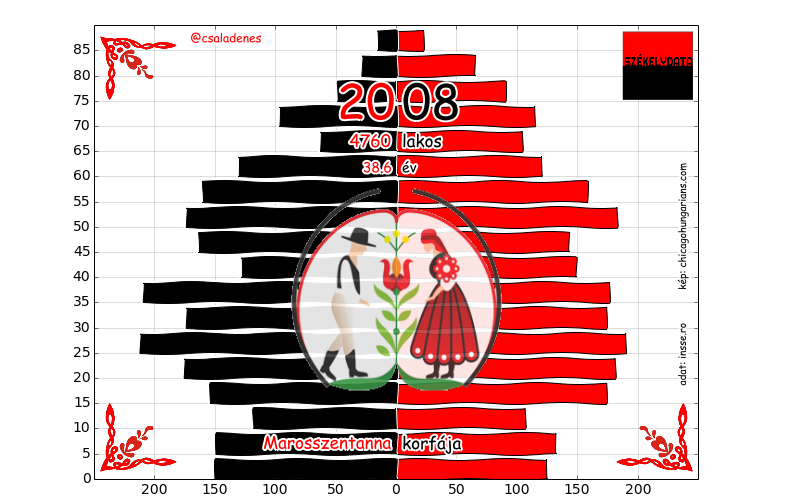 @csaladenes
SZÉKELYDATA
2008
4760 lakos
38.6 év
kép: chicagohungarians.com
adat: insse.ro
Marosszentanna korfája
85
80
75
70
65
60
55
50
45
40
35
30
25
20
15
10
5
0
200 150 100 50 0 50 100 150 200